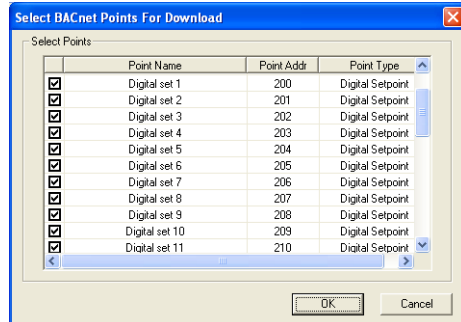 Select BACnet Points For Download
Select Points
Point Name Point Addr Point Type
Digital set 1 200 Digital Setpoint
Digital set 2 201 Digital Setpoint
Digital set 3 202 Digital Setpoint
Digital set 4 203 Digital Setpoint
Digital set 5 204 Digital Setpoint
Digital set 6 205 Digital Setpoint
Digital set 7 206 Digital Setpoint
Digital set 8 207 Digital Setpoint
Digital set 9 208 Digital Setpoint
Digital set 10 209 Digital Setpoint
Digital set 11 210 Digital Setpoint
OK Cancel